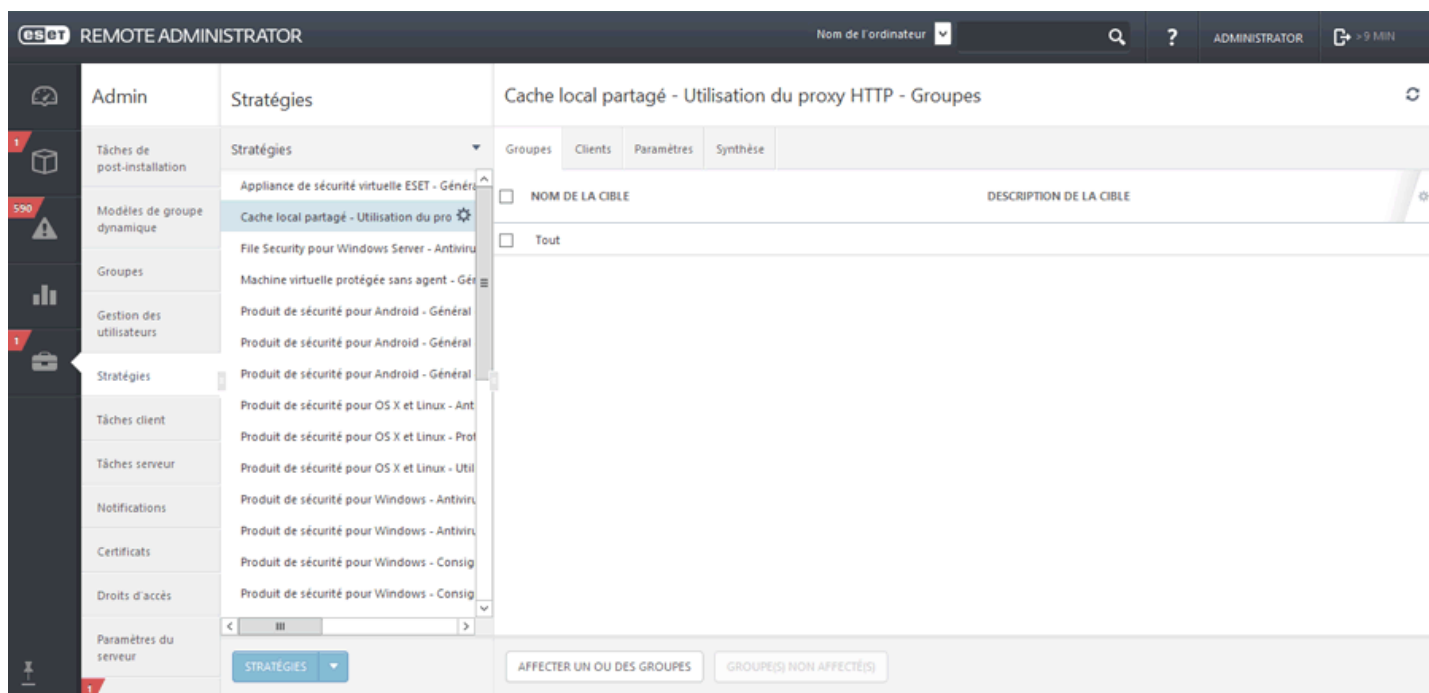 eset REMOTE ADMINISTRATOR
Nom de l'ordinateur
?
ADMINISTRATOR
>9 MIN
1
590
1
Admin
Tâches de
post-installation
Modèles de groupe
dynamique
Groupes
Gestion des
utilisateurs
Stratégies
Tâches client
Tâches serveur
Notifications
Certificats
Droits d'accès
Paramètres du
serveur
1
Stratégies
Stratégies
Appliance de sécurité virtuelle ESET - Généra
Cache local partagé - Utilisation du pro
File Security pour Windows Server - Antiviru
Machine virtuelle protégée sans agent - Gér
Produit de sécurité pour Android - Général
Produit de sécurité pour Android - Général
Produit de sécurité pour Android - Général
Produit de sécurité pour OS X et Linux - Ant
Produit de sécurité pour OS X et Linux - Prot
Produit de sécurité pour OS X et Linux - Util
Produit de sécurité pour Windows - Antiviru
Produit de sécurité pour Windows - Antiviru
Produit de sécurité pour Windows - Consig
Produit de sécurité pour Windows - Consig
STRATÉGIES
Cache local partagé - Utilisation du proxy HTTP - Groupes
Groupes Clients Paramètres Synthèse
NOM DE LA CIBLE DESCRIPTION DE LA CIBLE
Tout
AFFECTER UN OU DES GROUPES
GROUPE(S) NON AFFECTÉ(S)